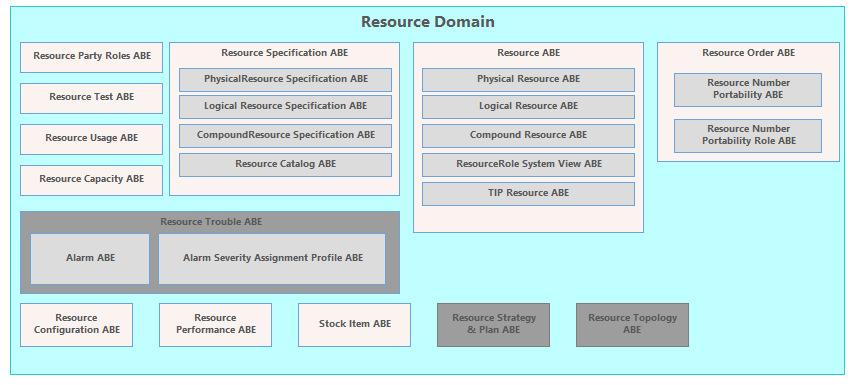 Resource Domain
Resource Party Roles ABE
Resource Test ABE
Resource Usage ABE
Resource Capacity ABE
Resource Specification ABE
PhysicalResource Specification ABE
Logical Resource Specification ABE
CompoundResource Specification ABE
Resource Catalog ABE
Resource ABE
Physical Resource ABE
Logical Resource ABE
Compound Resource ABE
ResourceRole System View ABE
TIP Resource ABE
Resource Order ABE
Resource Number
Portability ABE
Resource Number
Portability Role ABE
Resource Trouble ABE
Alarm ABE
Alarm Severity Assignment Profile ABE
Resource
Configuration ABE
Resource
Performance ABE
Stock Item ABE
Resource Strategy
& Plan ABE
Resource Topology
ABE